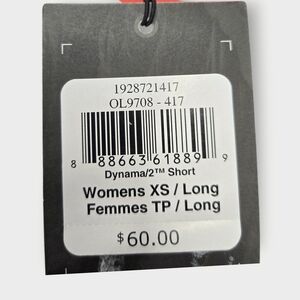 1928721417
OL9708 - 417
8 88663 61889 9
Dynama/2™ Short
Womens XS / Long
Femmes TP / Long
$60.00